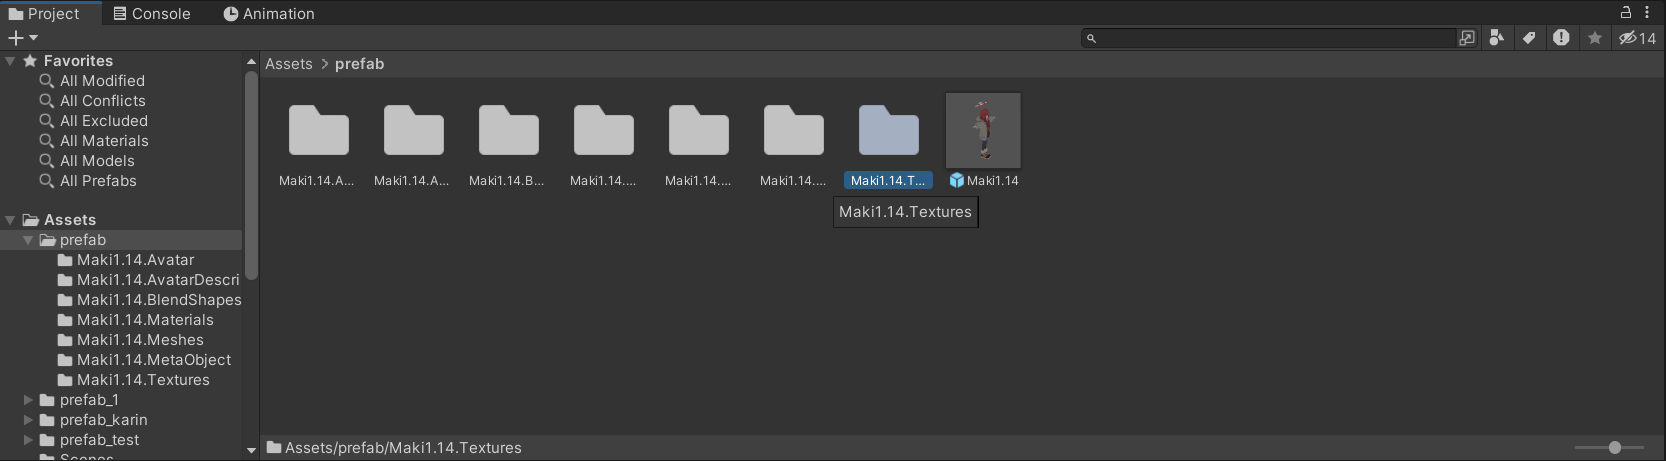 Project Console Animation
14
Favorites
All Modified
All Conflicts
All Excluded
All Materials
All Models
All Prefabs
Assets
prefab
Maki1.14.Avatar
Maki1.14.AvatarDescri
Maki1.14.BlendShapes
Maki1.14.Materials
Maki1.14.Meshes
Maki1.14.MetaObject
Maki1.14.Textures
prefab_1
prefab_karin
prefab_test
Scenes
Assets > prefab
Maki1.14.A... Maki1.14.A... Maki1.14.B... Maki1.14.... Maki1.14.... Maki1.14.... Maki1.14.T... Maki1.14
Maki1.14.Textures
Assets/prefab/Maki1.14.Textures